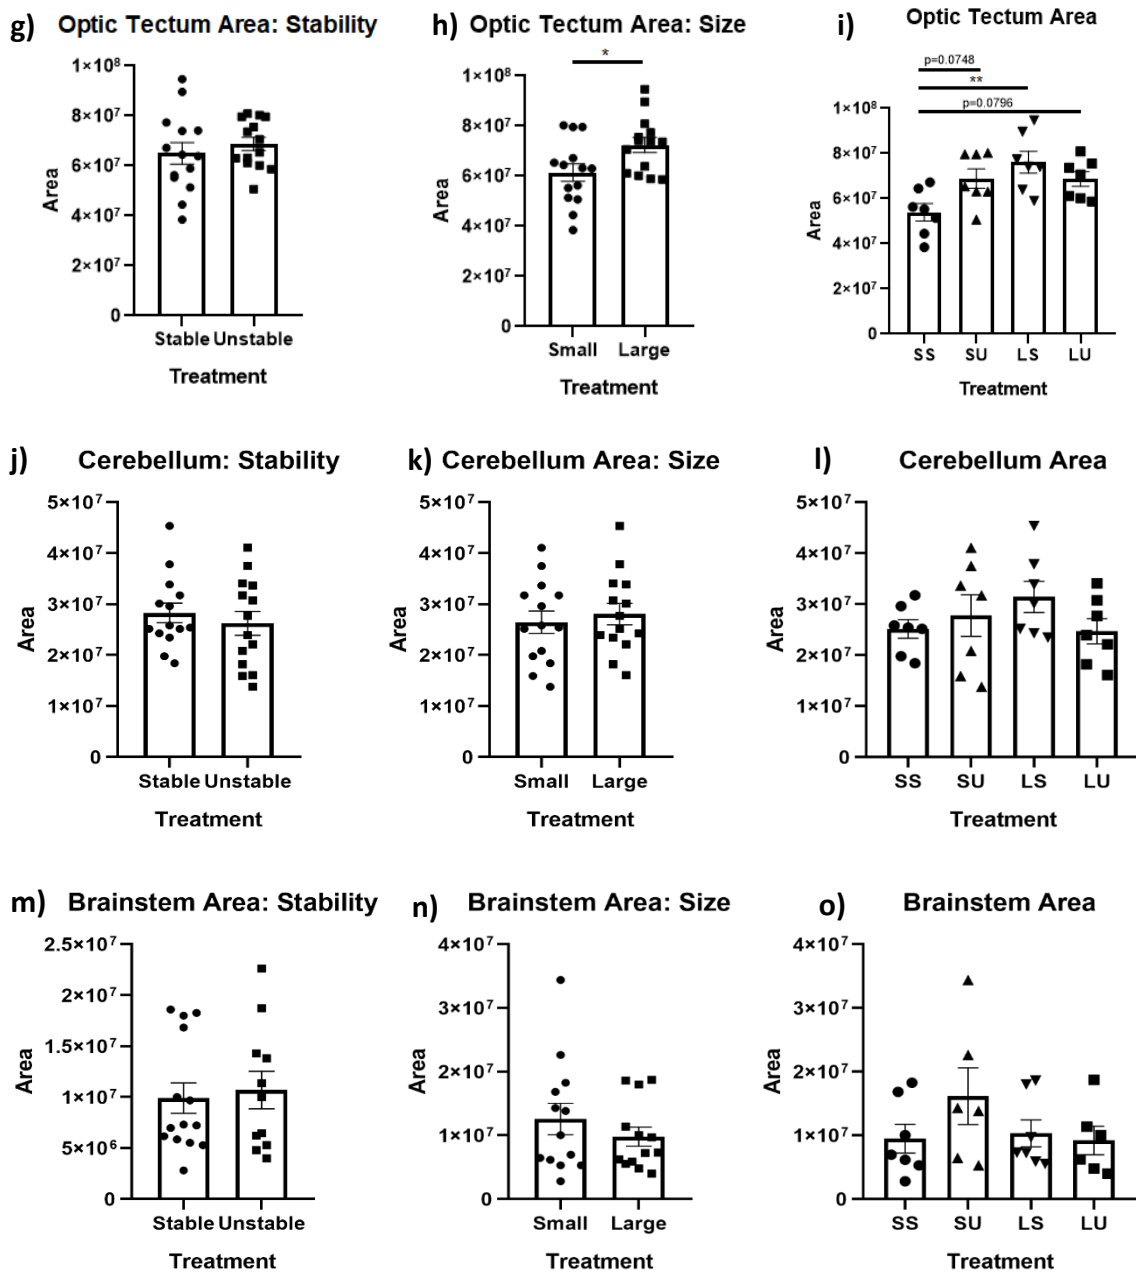 g) Optic Tectum Area: Stability
1×10⁸
8×10⁷
6×10⁷
4×10⁷
2×10⁷
0
Area
Stable Unstable
Treatment
h) Optic Tectum Area: Size
*
1×10⁸
8×10⁷
6×10⁷
4×10⁷
2×10⁷
0
Area
Small Large
Treatment
i) Optic Tectum Area
p=0.0748
**
p=0.0796
1×10⁸
8×10⁷
6×10⁷
4×10⁷
2×10⁷
0
Area
SS SU LS LU
Treatment
j) Cerebellum: Stability
5×10⁷
4×10⁷
3×10⁷
2×10⁷
1×10⁷
0
Area
Stable Unstable
Treatment
k) Cerebellum Area: Size
5×10⁷
4×10⁷
3×10⁷
2×10⁷
1×10⁷
0
Area
Small Large
Treatment
l) Cerebellum Area
5×10⁷
4×10⁷
3×10⁷
2×10⁷
1×10⁷
0
Area
SS SU LS LU
Treatment
m) Brainstem Area: Stability
2.5×10⁷
2×10⁷
1.5×10⁷
1×10⁷
5×10⁶
0
Area
Stable Unstable
Treatment
n) Brainstem Area: Size
4×10⁷
3×10⁷
2×10⁷
1×10⁷
0
Area
Small Large
Treatment
o) Brainstem Area
4×10⁷
3×10⁷
2×10⁷
1×10⁷
0
Area
SS SU LS LU
Treatment